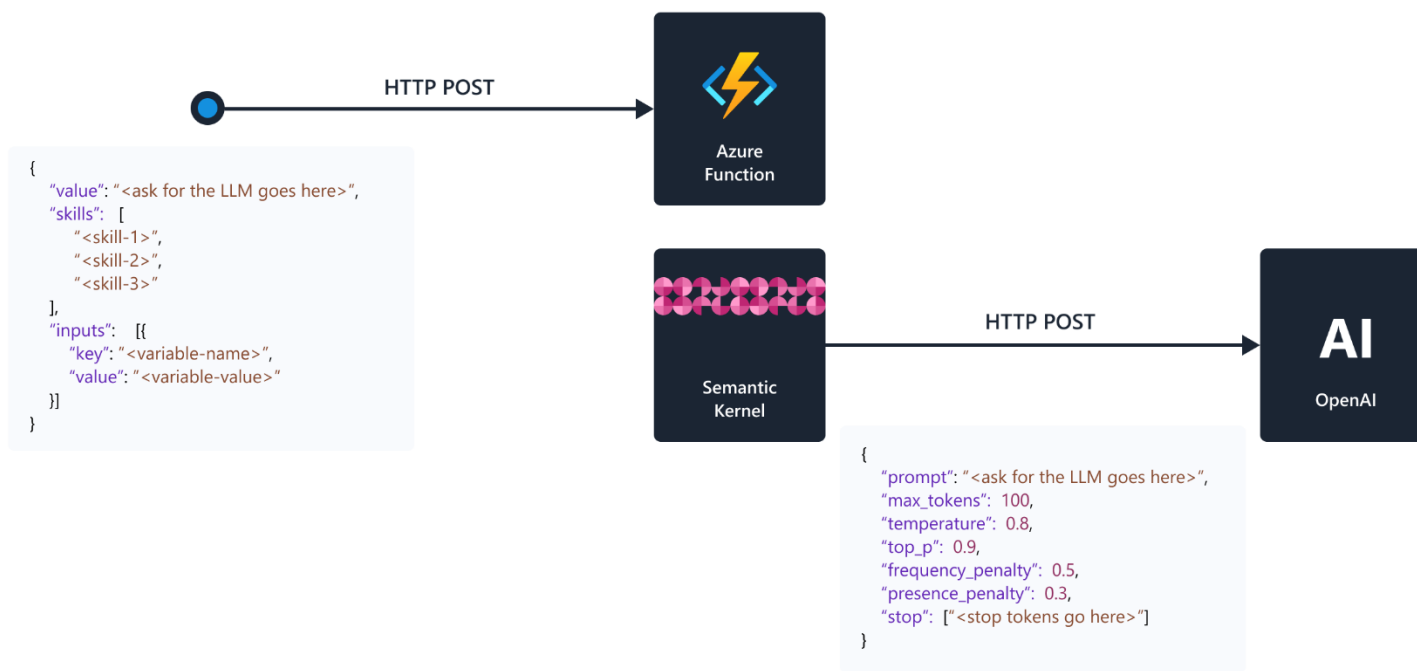 HTTP POST
Azure
Function
{
“value”: “<ask for the LLM goes here>”,
“skills”: [
“<skill-1>”,
“<skill-2>”,
“<skill-3>”
],
“inputs”: [{
“key”: “<variable-name>”,
“value”: “<variable-value>”
}]
}
Semantic
Kernel
HTTP POST
AI
OpenAI
{
“prompt”: “<ask for the LLM goes here>”,
“max_tokens”: 100,
“temperature”: 0.8,
“top_p”: 0.9,
“frequency_penalty”: 0.5,
“presence_penalty”: 0.3,
“stop”: [“<stop tokens go here>”]
}